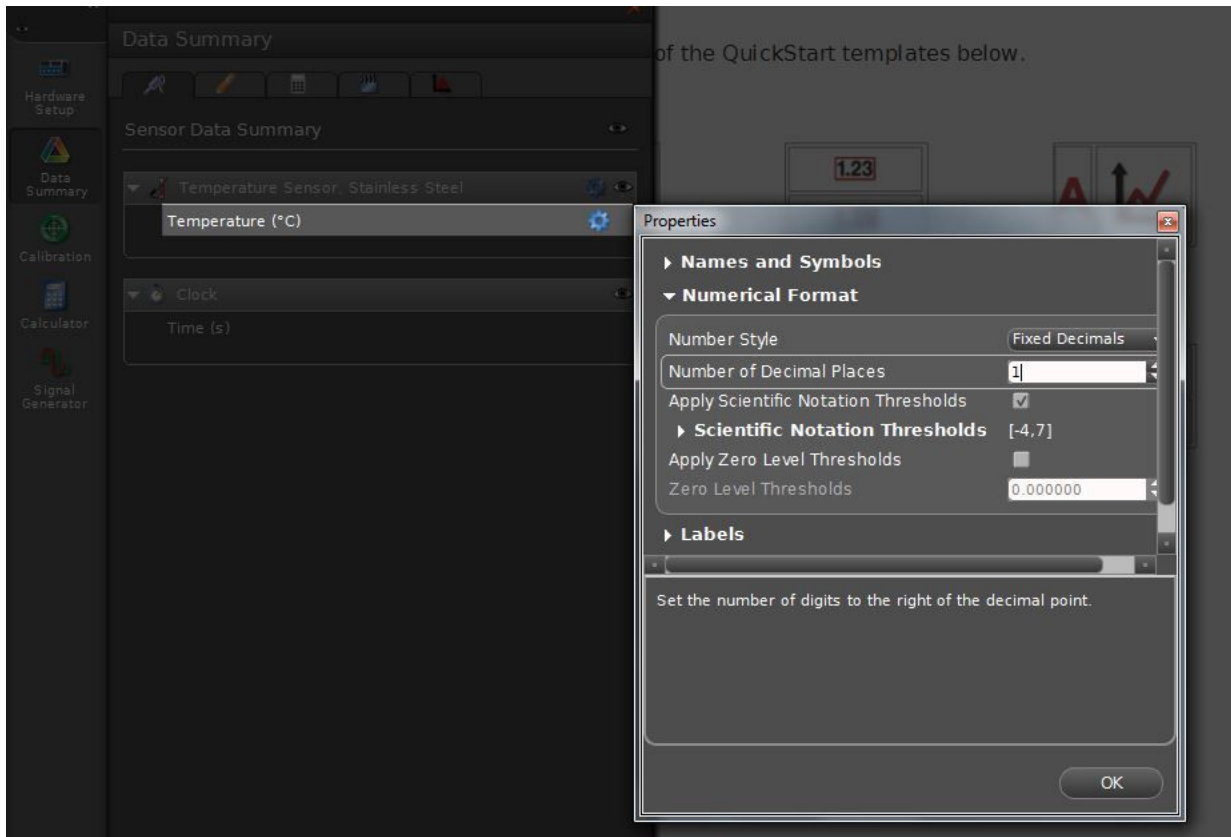 Data Summary
of the QuickStart templates below.
Hardware
Setup
Sensor Data Summary
1.23
Data
Summary
Temperature Sensor, Stainless Steel
A
Temperature (°C)
Properties
Names and Symbols
Calibration
Clock
Numerical Format
Calculator
Time (s)
Number Style Fixed Decimals
Number of Decimal Places 1
Signal
Generator
Apply Scientific Notation Thresholds
Scientific Notation Thresholds [-4,7]
Apply Zero Level Thresholds
Zero Level Thresholds 0.000000
Labels
Set the number of digits to the right of the decimal point.
OK